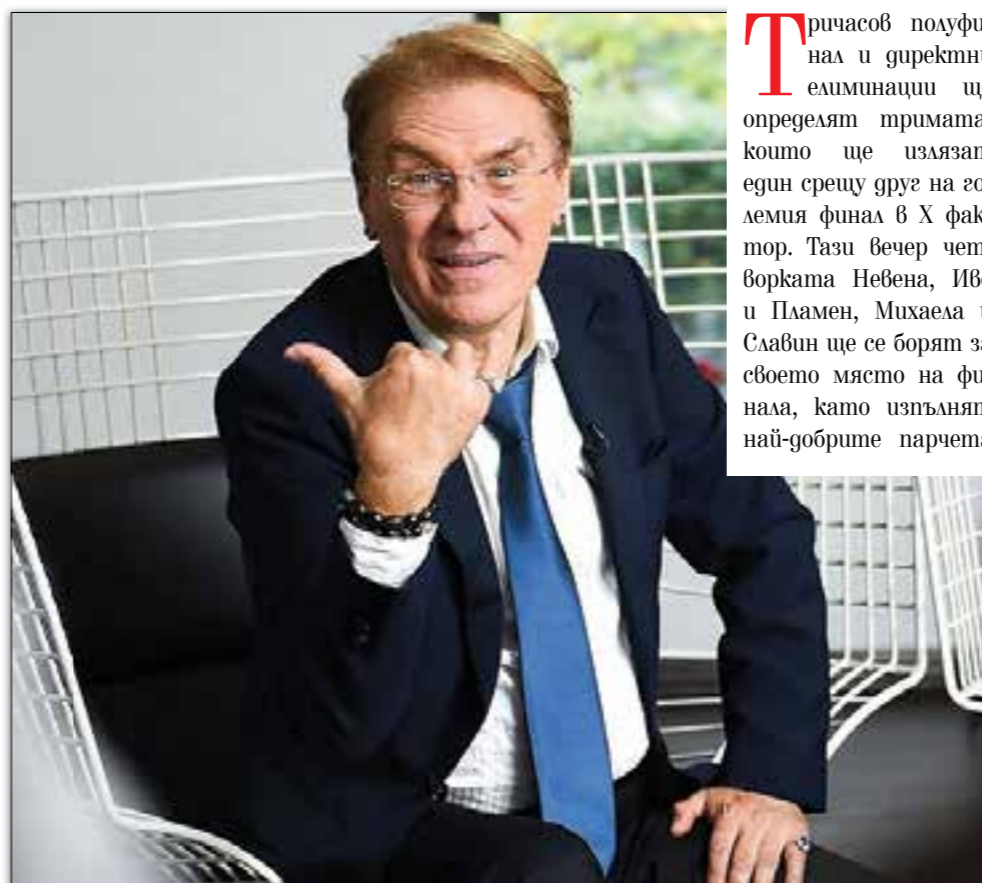 Тричасов полуфи
нал и директни
елиминации щ
определят тримата
които ще излязат
един срещу друг на го
лемия финал в X фак
тор. Тази вечер чет
ворката Невена, Иве
и Пламен, Михаела и
Славин ще се борят за
своето място на фи
нала, като изпълнят
най-добрите парчета